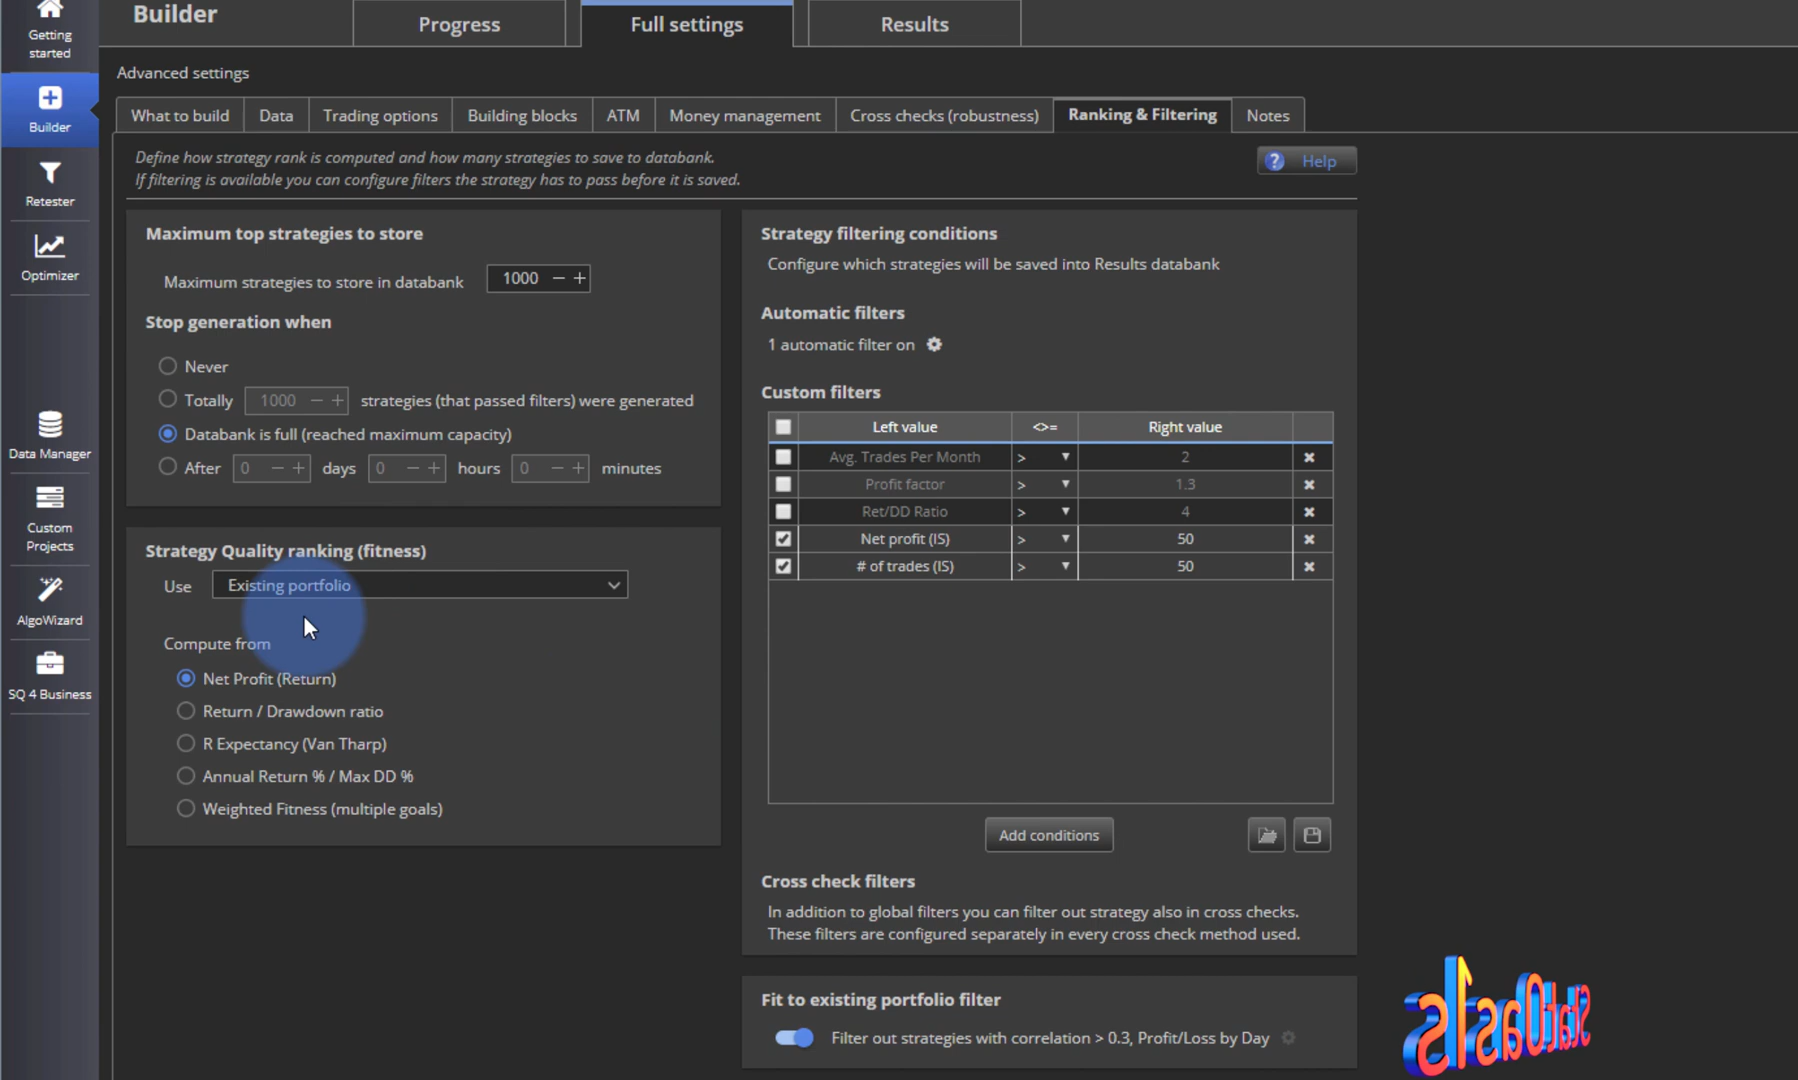 Getting
started
Builder
Retester
Optimizer
Data Manager
Custom
Projects
AlgoWizard
SQ 4 Business
Builder
Progress
Full settings
Results
Advanced settings
What to build
Data
Trading options
Building blocks
ATM
Money management
Cross checks (robustness)
Ranking & Filtering
Notes
Define how strategy rank is computed and how many strategies to save to databank.
If filtering is available you can configure filters the strategy has to pass before it is saved.
? Help
Maximum top strategies to store
Maximum strategies to store in databank 1000 − +
Stop generation when
Never
Totally 1000 − + strategies (that passed filters) were generated
Databank is full (reached maximum capacity)
After 0 − + days 0 − + hours 0 − + minutes
Strategy Quality ranking (fitness)
Use Existing portfolio
Compute from
Net Profit (Return)
Return / Drawdown ratio
R Expectancy (Van Tharp)
Annual Return % / Max DD %
Weighted Fitness (multiple goals)
Strategy filtering conditions
Configure which strategies will be saved into Results databank
Automatic filters
1 automatic filter on
Custom filters
Left value <>= Right value
Avg. Trades Per Month > 2
Profit factor > 1.3
Ret/DD Ratio > 4
Net profit (IS) > 50
# of trades (IS) > 50
Add conditions
Cross check filters
In addition to global filters you can filter out strategy also in cross checks.
These filters are configured separately in every cross check method used.
Fit to existing portfolio filter
Filter out strategies with correlation > 0.3, Profit/Loss by Day